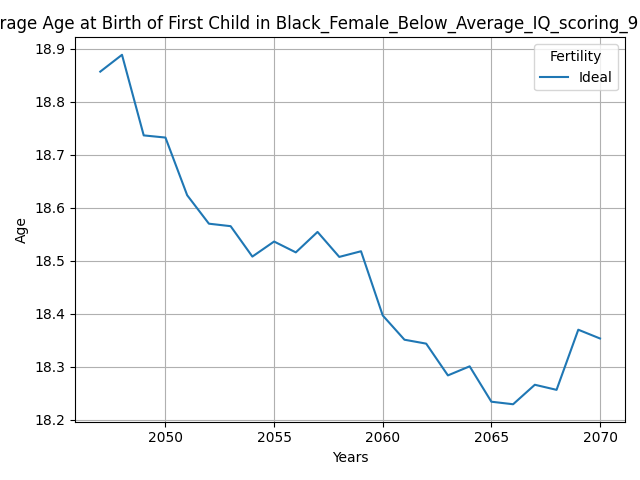 rage Age at Birth of First Child in Black_Female_Below_Average_IQ_scoring_9
Fertility
Ideal
18.9
18.8
18.7
18.6
18.5
18.4
18.3
18.2
Age
2050 2055 2060 2065 2070
Years